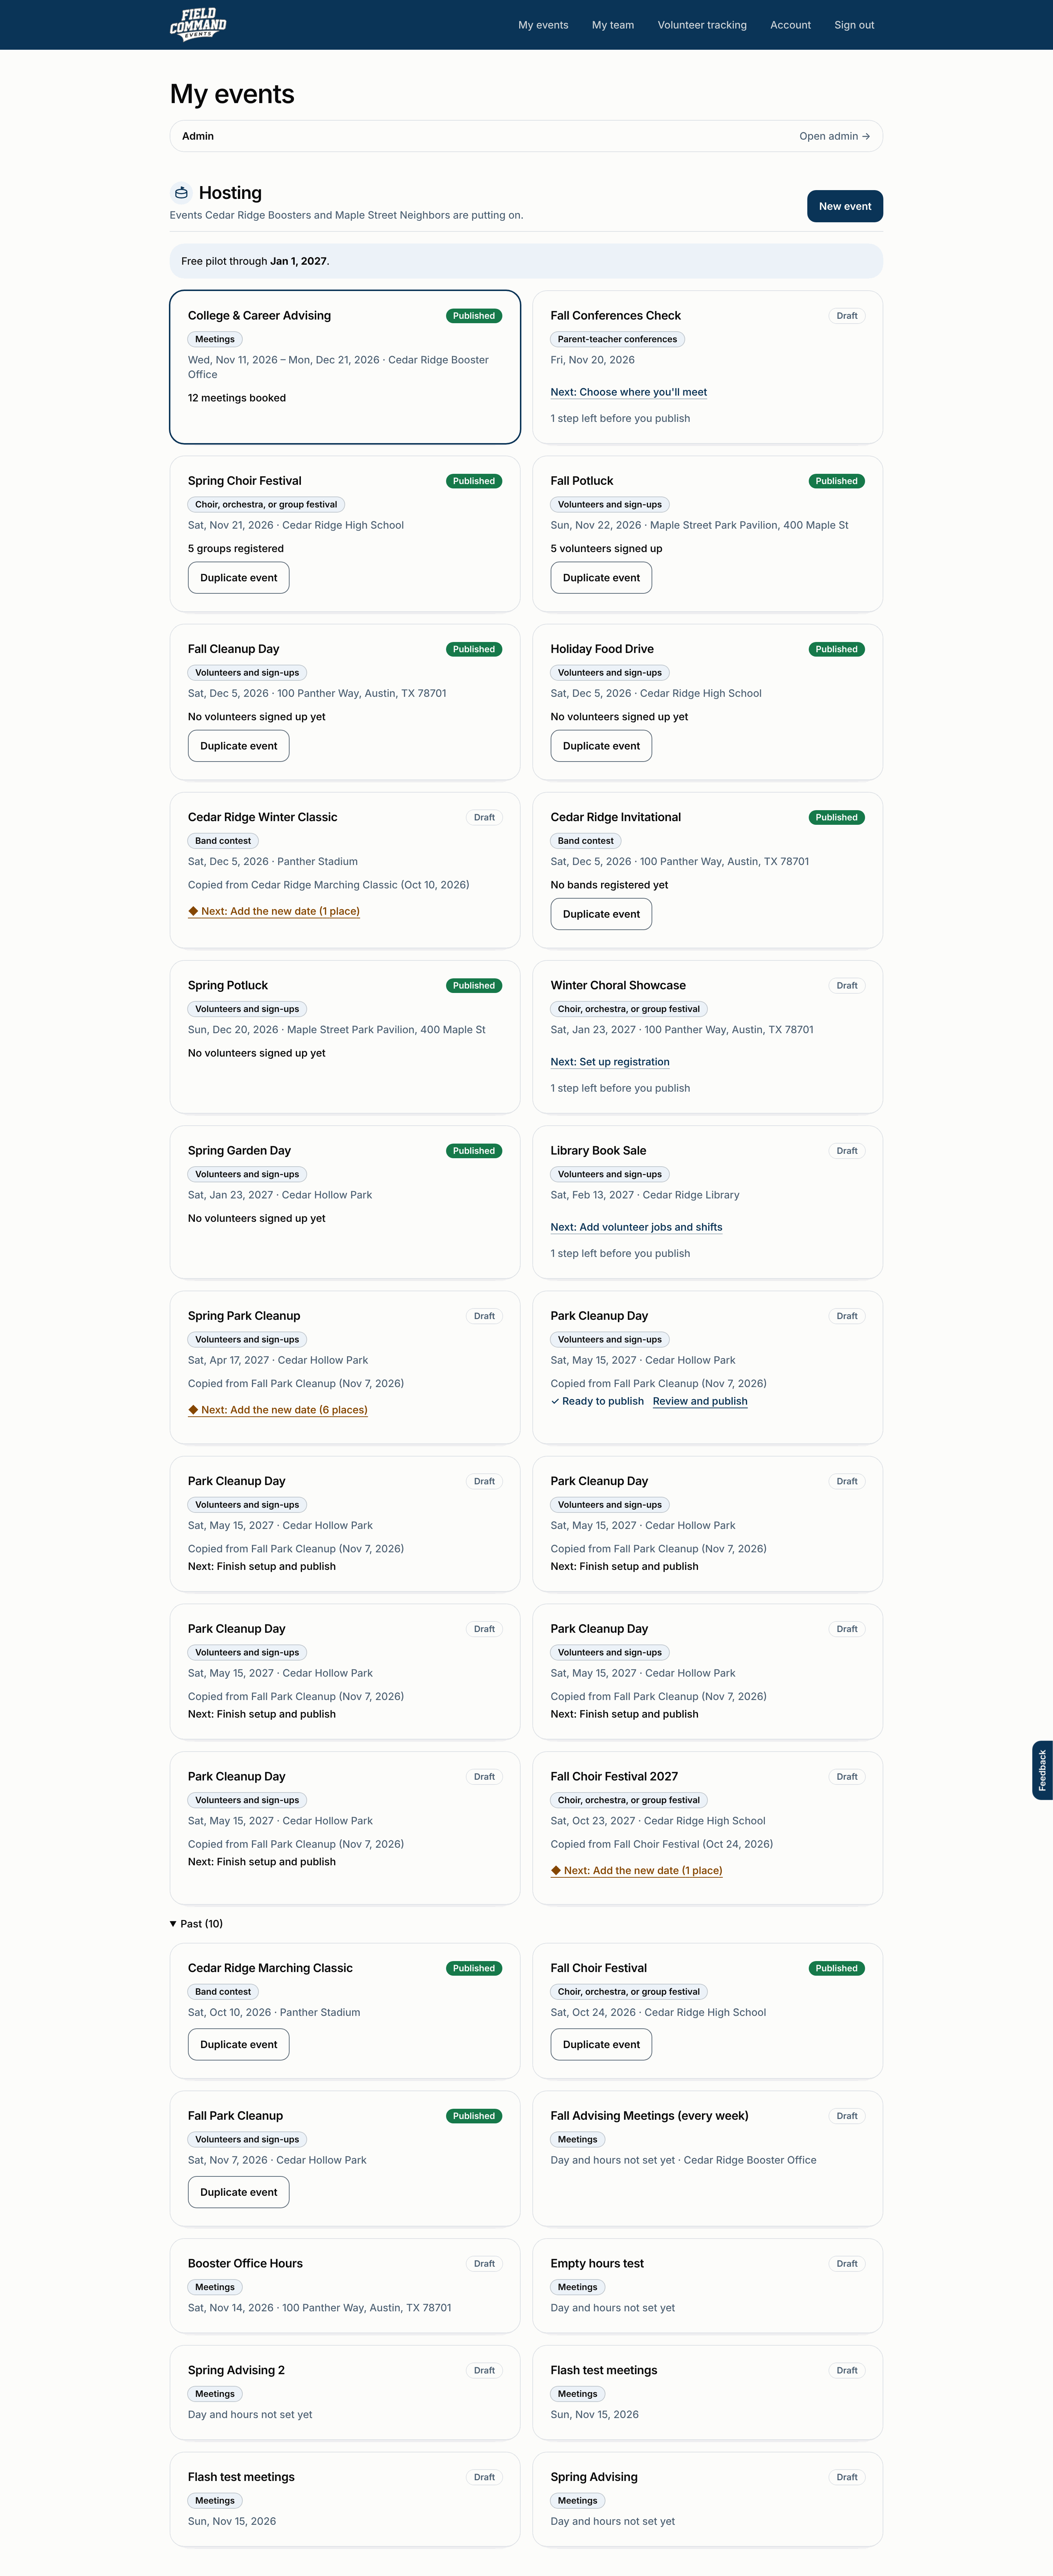 FIELD
COMMAND
EVENTS
My events
My team
Volunteer tracking
Account
Sign out
My events
Admin
Open admin →
Hosting
Events Cedar Ridge Boosters and Maple Street Neighbors are putting on.
New event
Free pilot through Jan 1, 2027.
College & Career Advising
Published
Meetings
Wed, Nov 11, 2026 – Mon, Dec 21, 2026 · Cedar Ridge Booster
Office
12 meetings booked
Fall Conferences Check
Draft
Parent-teacher conferences
Fri, Nov 20, 2026
Next: Choose where you'll meet
1 step left before you publish
Spring Choir Festival
Published
Choir, orchestra, or group festival
Sat, Nov 21, 2026 · Cedar Ridge High School
5 groups registered
Duplicate event
Fall Potluck
Published
Volunteers and sign-ups
Sun, Nov 22, 2026 · Maple Street Park Pavilion, 400 Maple St
5 volunteers signed up
Duplicate event
Fall Cleanup Day
Published
Volunteers and sign-ups
Sat, Dec 5, 2026 · 100 Panther Way, Austin, TX 78701
No volunteers signed up yet
Duplicate event
Holiday Food Drive
Published
Volunteers and sign-ups
Sat, Dec 5, 2026 · Cedar Ridge High School
No volunteers signed up yet
Duplicate event
Cedar Ridge Winter Classic
Draft
Band contest
Sat, Dec 5, 2026 · Panther Stadium
Copied from Cedar Ridge Marching Classic (Oct 10, 2026)
◆ Next: Add the new date (1 place)
Cedar Ridge Invitational
Published
Band contest
Sat, Dec 5, 2026 · 100 Panther Way, Austin, TX 78701
No bands registered yet
Duplicate event
Spring Potluck
Published
Volunteers and sign-ups
Sun, Dec 20, 2026 · Maple Street Park Pavilion, 400 Maple St
No volunteers signed up yet
Winter Choral Showcase
Draft
Choir, orchestra, or group festival
Sat, Jan 23, 2027 · 100 Panther Way, Austin, TX 78701
Next: Set up registration
1 step left before you publish
Spring Garden Day
Published
Volunteers and sign-ups
Sat, Jan 23, 2027 · Cedar Hollow Park
No volunteers signed up yet
Library Book Sale
Draft
Volunteers and sign-ups
Sat, Feb 13, 2027 · Cedar Ridge Library
Next: Add volunteer jobs and shifts
1 step left before you publish
Spring Park Cleanup
Draft
Volunteers and sign-ups
Sat, Apr 17, 2027 · Cedar Hollow Park
Copied from Fall Park Cleanup (Nov 7, 2026)
◆ Next: Add the new date (6 places)
Park Cleanup Day
Draft
Volunteers and sign-ups
Sat, May 15, 2027 · Cedar Hollow Park
Copied from Fall Park Cleanup (Nov 7, 2026)
✓ Ready to publish Review and publish
Park Cleanup Day
Draft
Volunteers and sign-ups
Sat, May 15, 2027 · Cedar Hollow Park
Copied from Fall Park Cleanup (Nov 7, 2026)
Next: Finish setup and publish
Park Cleanup Day
Draft
Volunteers and sign-ups
Sat, May 15, 2027 · Cedar Hollow Park
Copied from Fall Park Cleanup (Nov 7, 2026)
Next: Finish setup and publish
Park Cleanup Day
Draft
Volunteers and sign-ups
Sat, May 15, 2027 · Cedar Hollow Park
Copied from Fall Park Cleanup (Nov 7, 2026)
Next: Finish setup and publish
Park Cleanup Day
Draft
Volunteers and sign-ups
Sat, May 15, 2027 · Cedar Hollow Park
Copied from Fall Park Cleanup (Nov 7, 2026)
Next: Finish setup and publish
Park Cleanup Day
Draft
Volunteers and sign-ups
Sat, May 15, 2027 · Cedar Hollow Park
Copied from Fall Park Cleanup (Nov 7, 2026)
Next: Finish setup and publish
Fall Choir Festival 2027
Draft
Choir, orchestra, or group festival
Sat, Oct 23, 2027 · Cedar Ridge High School
Copied from Fall Choir Festival (Oct 24, 2026)
◆ Next: Add the new date (1 place)
Feedback
▼ Past (10)
Cedar Ridge Marching Classic
Published
Band contest
Sat, Oct 10, 2026 · Panther Stadium
Duplicate event
Fall Choir Festival
Published
Choir, orchestra, or group festival
Sat, Oct 24, 2026 · Cedar Ridge High School
Duplicate event
Fall Park Cleanup
Published
Volunteers and sign-ups
Sat, Nov 7, 2026 · Cedar Hollow Park
Duplicate event
Fall Advising Meetings (every week)
Draft
Meetings
Day and hours not set yet · Cedar Ridge Booster Office
Booster Office Hours
Draft
Meetings
Sat, Nov 14, 2026 · 100 Panther Way, Austin, TX 78701
Empty hours test
Draft
Meetings
Day and hours not set yet
Spring Advising 2
Draft
Meetings
Day and hours not set yet
Flash test meetings
Draft
Meetings
Sun, Nov 15, 2026
Flash test meetings
Draft
Meetings
Sun, Nov 15, 2026
Spring Advising
Draft
Meetings
Day and hours not set yet